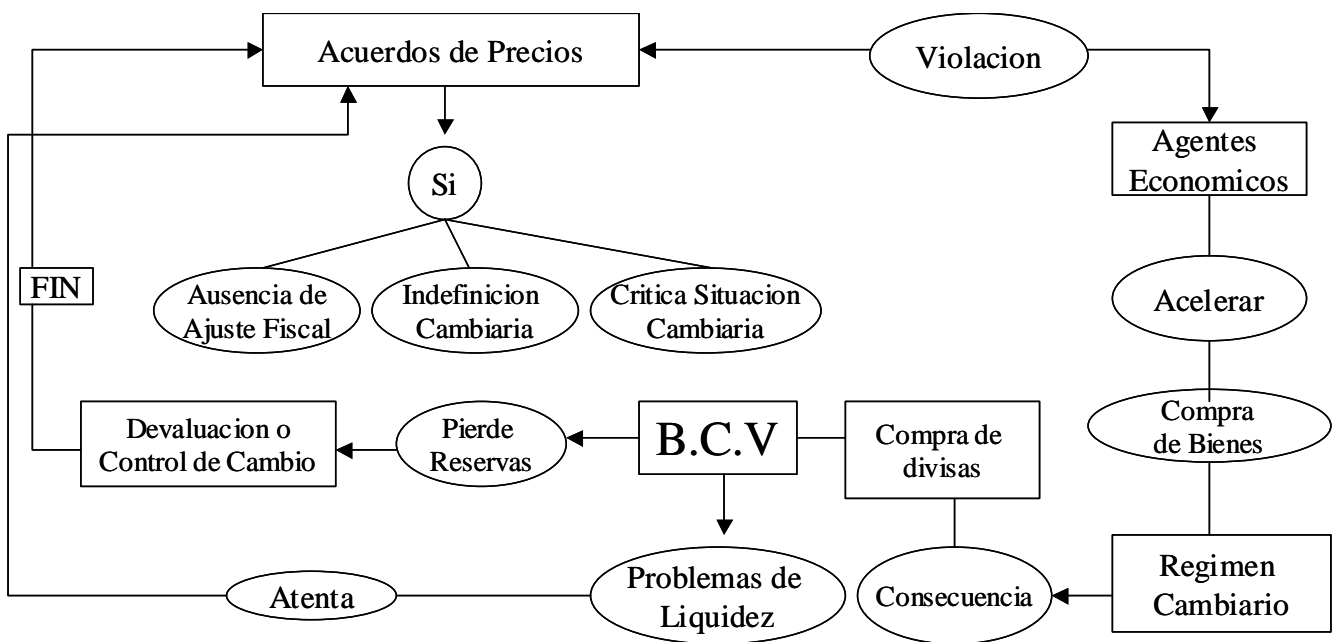 Acuerdos de Precios
Violacion
Agentes
Economicos
Si
FIN
Ausencia de
Ajuste Fiscal
Indefinicion
Cambiaria
Critica Situacion
Cambiaria
Acelerar
Devaluacion o
Control de Cambio
Pierde
Reservas
B.C.V
Compra de
divisas
Compra
de Bienes
Atenta
Problemas de
Liquidez
Consecuencia
Regimen
Cambiario